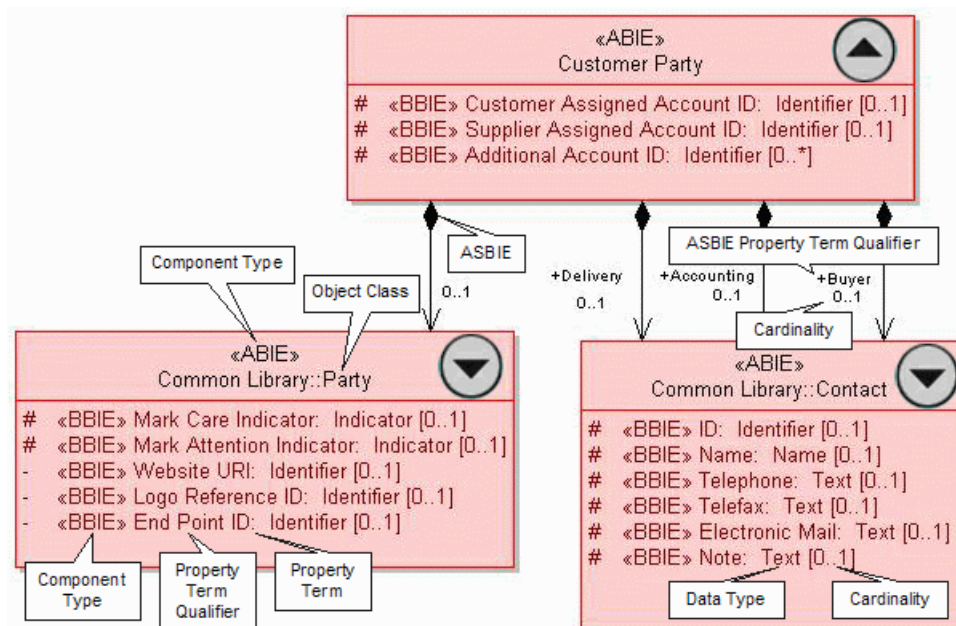 «ABIE»
Customer Party
# «BBIE» Customer Assigned Account ID: Identifier [0..1]
# «BBIE» Supplier Assigned Account ID: Identifier [0..1]
# «BBIE» Additional Account ID: Identifier [0..*]
ASBIE
ASBIE Property Term Qualifier
Component Type
Object Class
0..1
+Delivery
0..1
+Accounting
0..1
+Buyer
0..1
Cardinality
«ABIE»
Common Library::Party
# «BBIE» Mark Care Indicator: Indicator [0..1]
# «BBIE» Mark Attention Indicator: Indicator [0..1]
- «BBIE» Website URI: Identifier [0..1]
- «BBIE» Logo Reference ID: Identifier [0..1]
- «BBIE» End Point ID: Identifier [0..1]
Component
Type
Property
Term
Qualifier
Property
Term
«ABIE»
Common Library::Contact
# «BBIE» ID: Identifier [0..1]
# «BBIE» Name: Name [0..1]
# «BBIE» Telephone: Text [0..1]
# «BBIE» Telefax: Text [0..1]
# «BBIE» Electronic Mail: Text [0..1]
# «BBIE» Note: Text [0..1]
Data Type
Cardinality